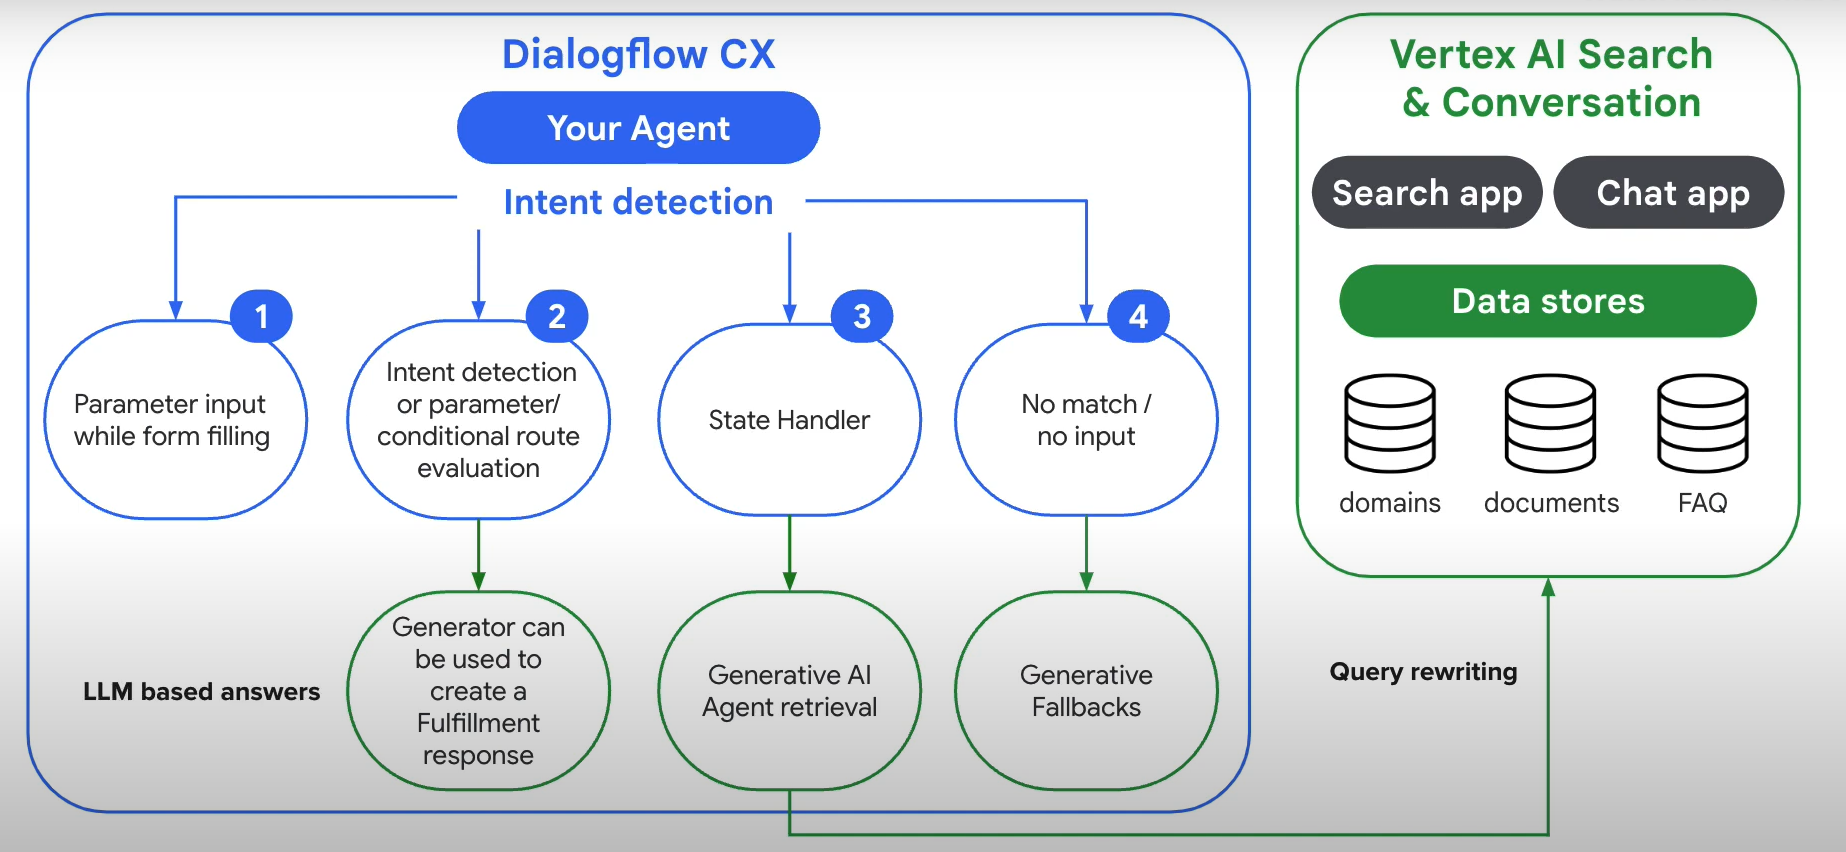 Dialogflow CX
Your Agent
Intent detection
1
Parameter input
while form filling
2
Intent detection
or parameter/
conditional route
evaluation
3
State Handler
4
No match /
no input
LLM based answers
Generator can
be used to
create a
Fulfillment
response
Generative AI
Agent retrieval
Generative
Fallbacks
Vertex AI Search
& Conversation
Search app
Chat app
Data stores
domains
documents
FAQ
Query rewriting